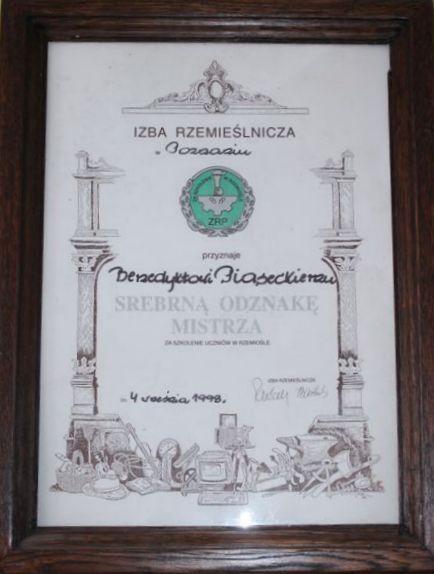 IZBA RZEMIEŚLNICZA
w Poznaniu
ZRP
przyznaje
Benedyktowi Piaseckiemu
SREBRNĄ ODZNAKĘ
MISTRZA
ZA SZKOLENIE UCZNIÓW W RZEMIOŚLE
IZBA RZEMIEŚLNICZA
dn. 4 września 1998.